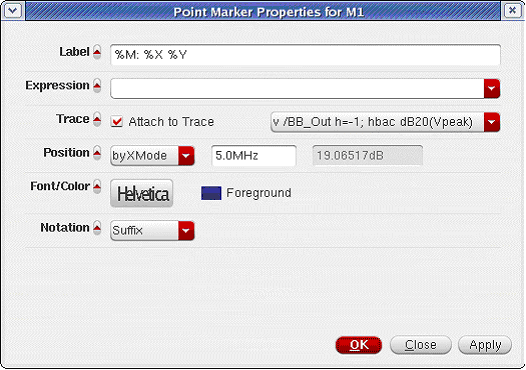 Point Marker Properties for M1
Label %M: %X %Y
Expression
Trace Attach to Trace v /BB_Out h=-1; hbac dB20(Vpeak)
Position byXMode 5.0MHz 19.06517dB
Font/Color Helvetica Foreground
Notation Suffix
OK Close Apply